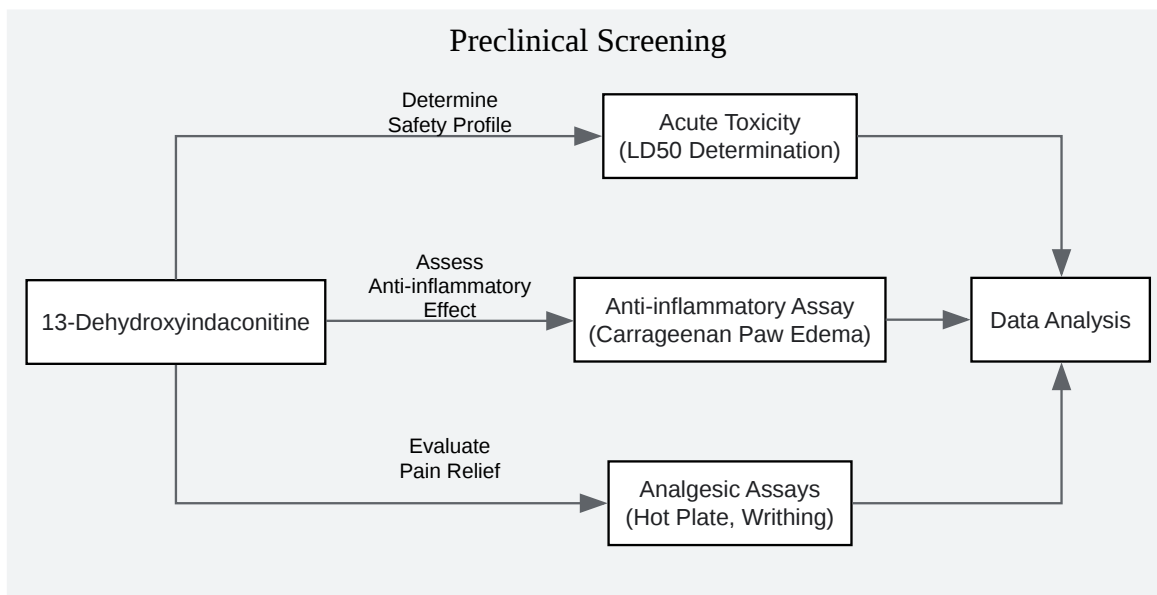 Preclinical Screening
Determine
Safety Profile
Acute Toxicity
(LD50 Determination)
Assess
Anti-inflammatory
Effect
13-Dehydroxyindaconitine
Anti-inflammatory Assay
(Carrageenan Paw Edema)
Data Analysis
Evaluate
Pain Relief
Analgesic Assays
(Hot Plate, Writhing)